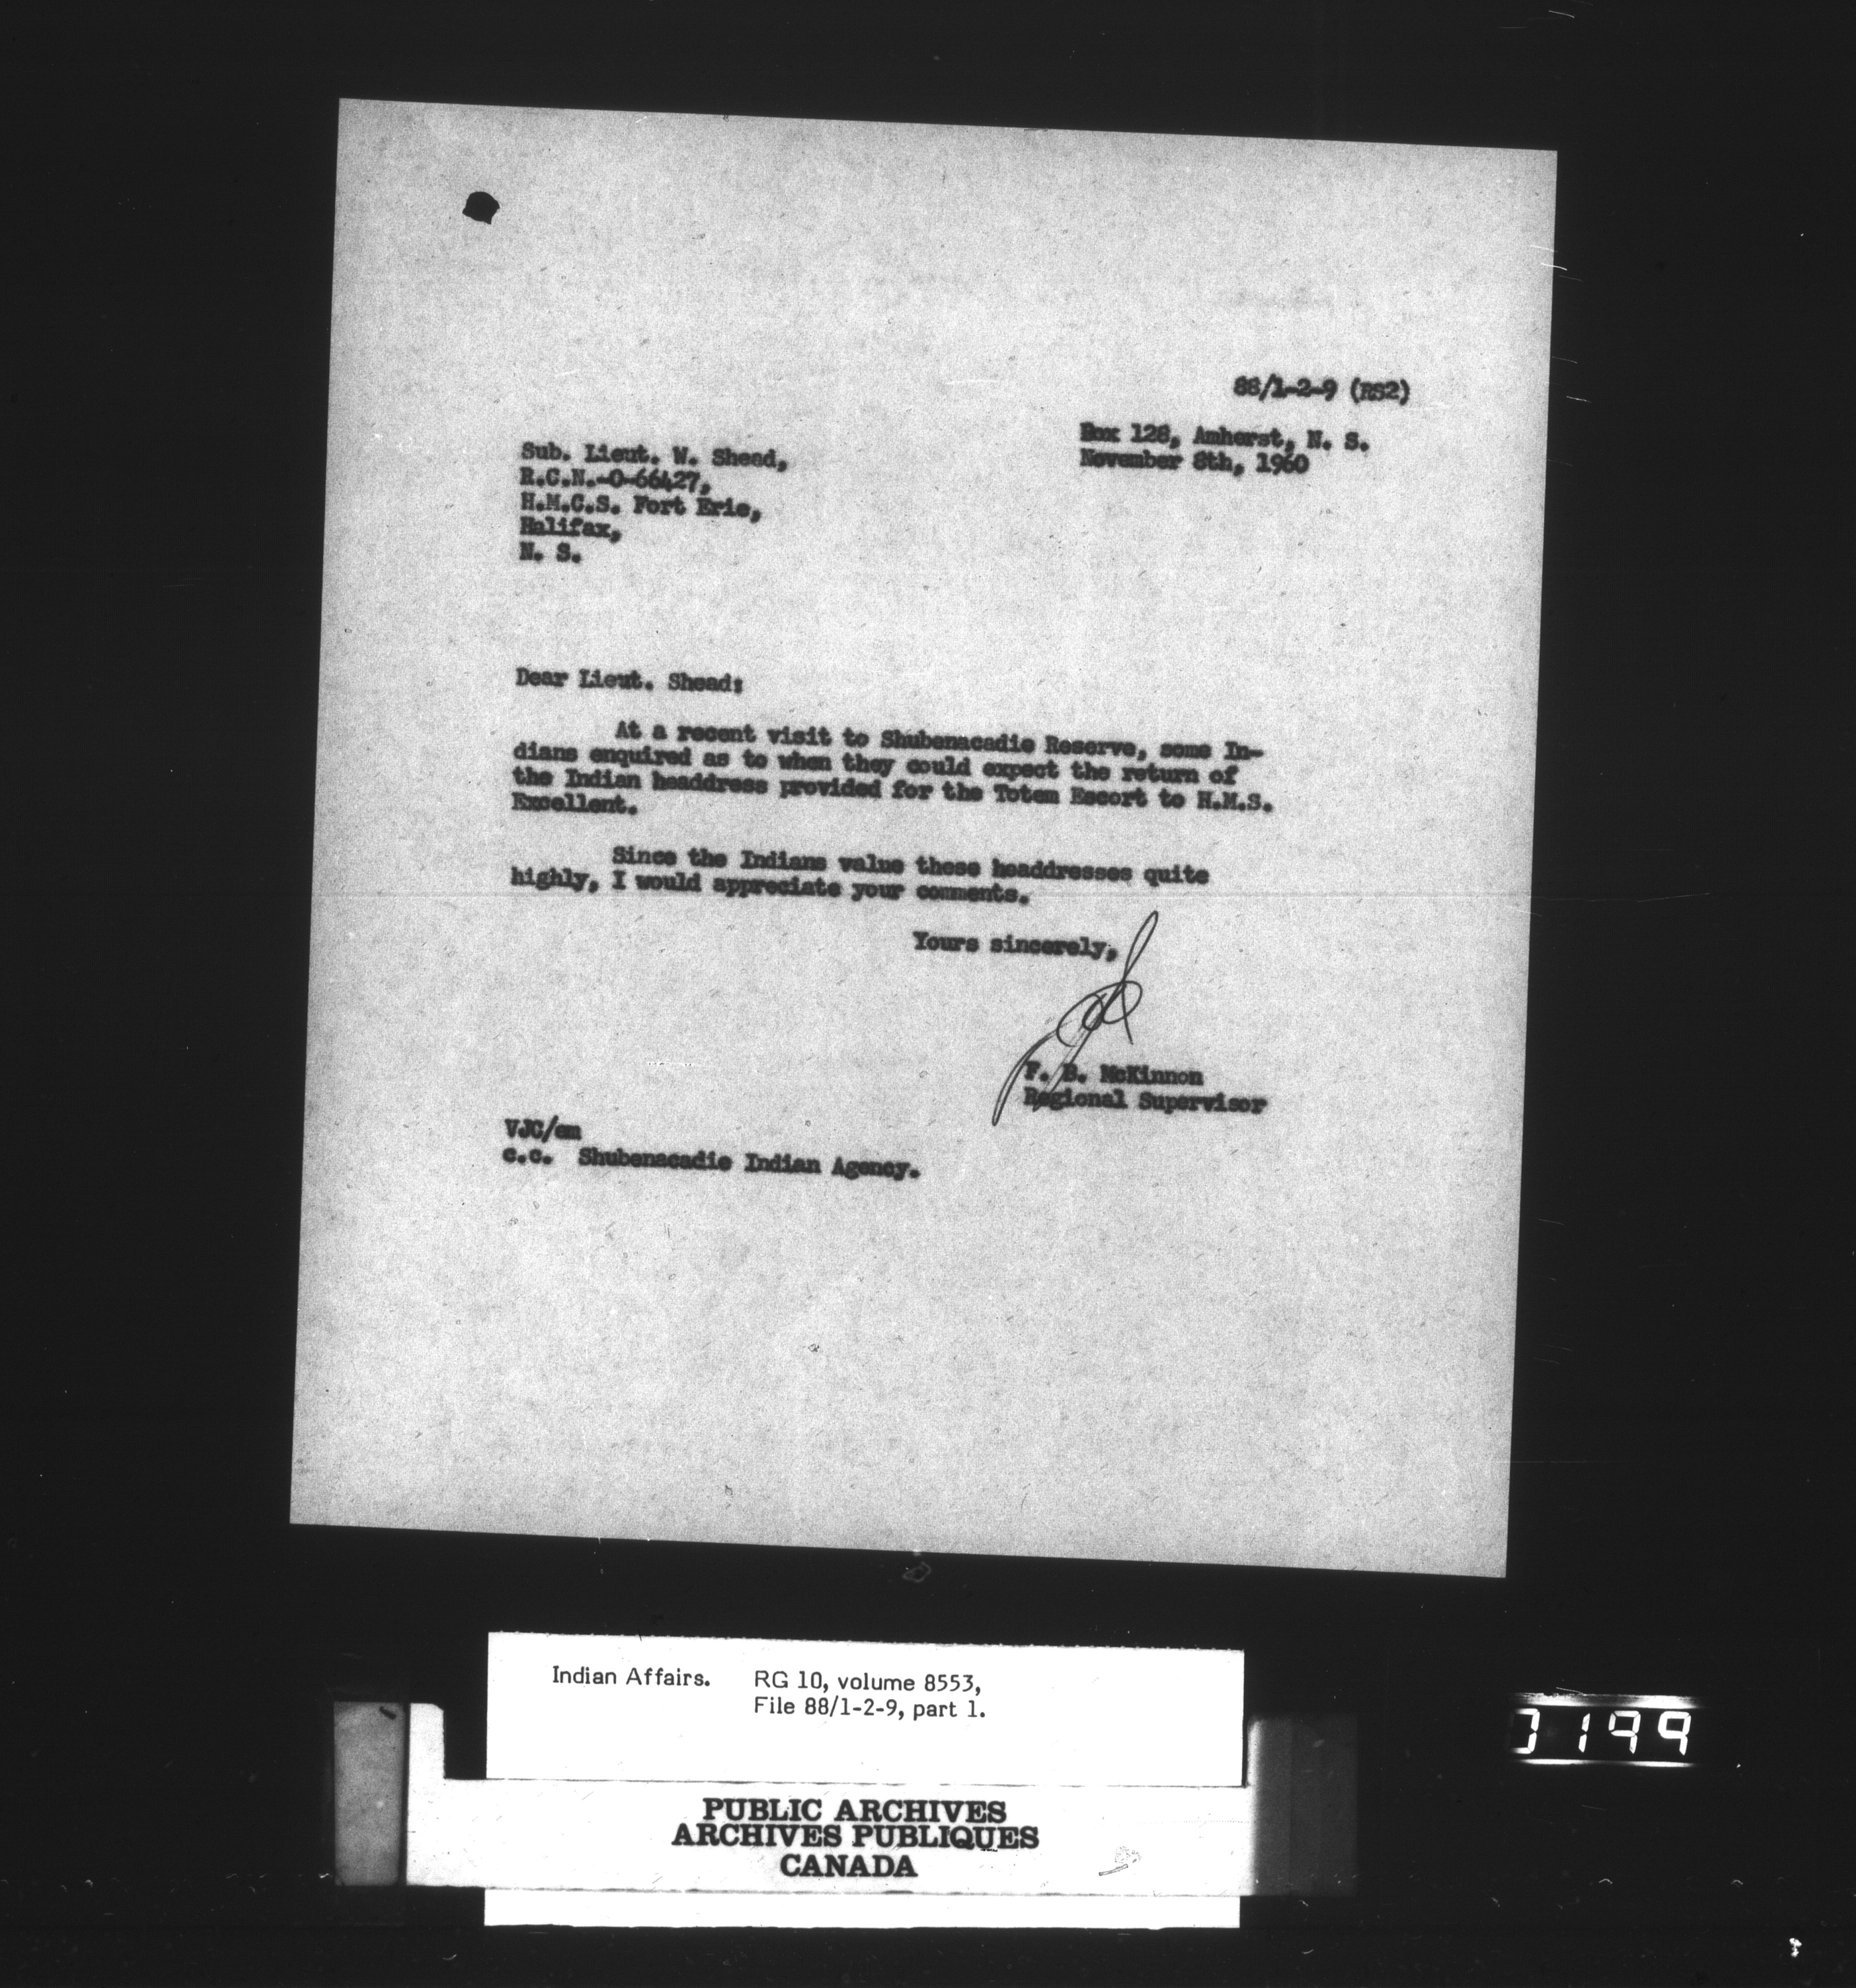 88/1-2-9 (RS2)
Box 128, Amherst, N. S.
November 8th, 1960
Sub. Lieut. W. Shead,
R.C.N.-O-66427,
H.M.C.S. Fort Erie,
Halifax,
N. S.
Dear Lieut. Shead:
At a recent visit to Shubenacadie Reserve, some In-
dians enquired as to when they could expect the return of
the Indian headdress provided for the Totem Escort to H.M.S.
Excellent.
Since the Indians value these headdresses quite
highly, I would appreciate your comments.
Yours sincerely,
F. B. McKinnon
Regional Supervisor
VJC/em
c.c. Shubenacadie Indian Agency.
Indian Affairs. RG 10, volume 8553,
File 88/1-2-9, part 1.
PUBLIC ARCHIVES
ARCHIVES PUBLIQUES
CANADA
199